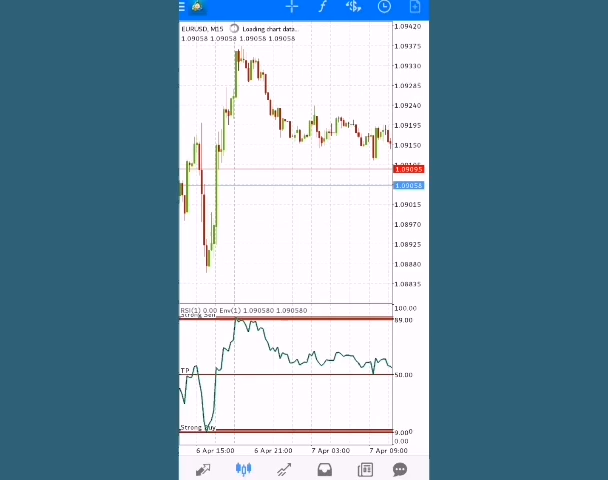 EURUSD, M15 Loading chart data..
1.09058 1.09058 1.09058 1.09058
1.09420
1.09375
1.09330
1.09285
1.09240
1.09195
1.09150
1.09095
1.09058
1.09015
1.08970
1.08925
1.08880
1.08835
RSI(1) 0.00 Env(1) 1.090580 1.090580
100.00
Strong Sell
89.00
TP
50.00
Strong Buy
9.00
0.00
6 Apr 15:00 6 Apr 21:00 7 Apr 03:00 7 Apr 09:00